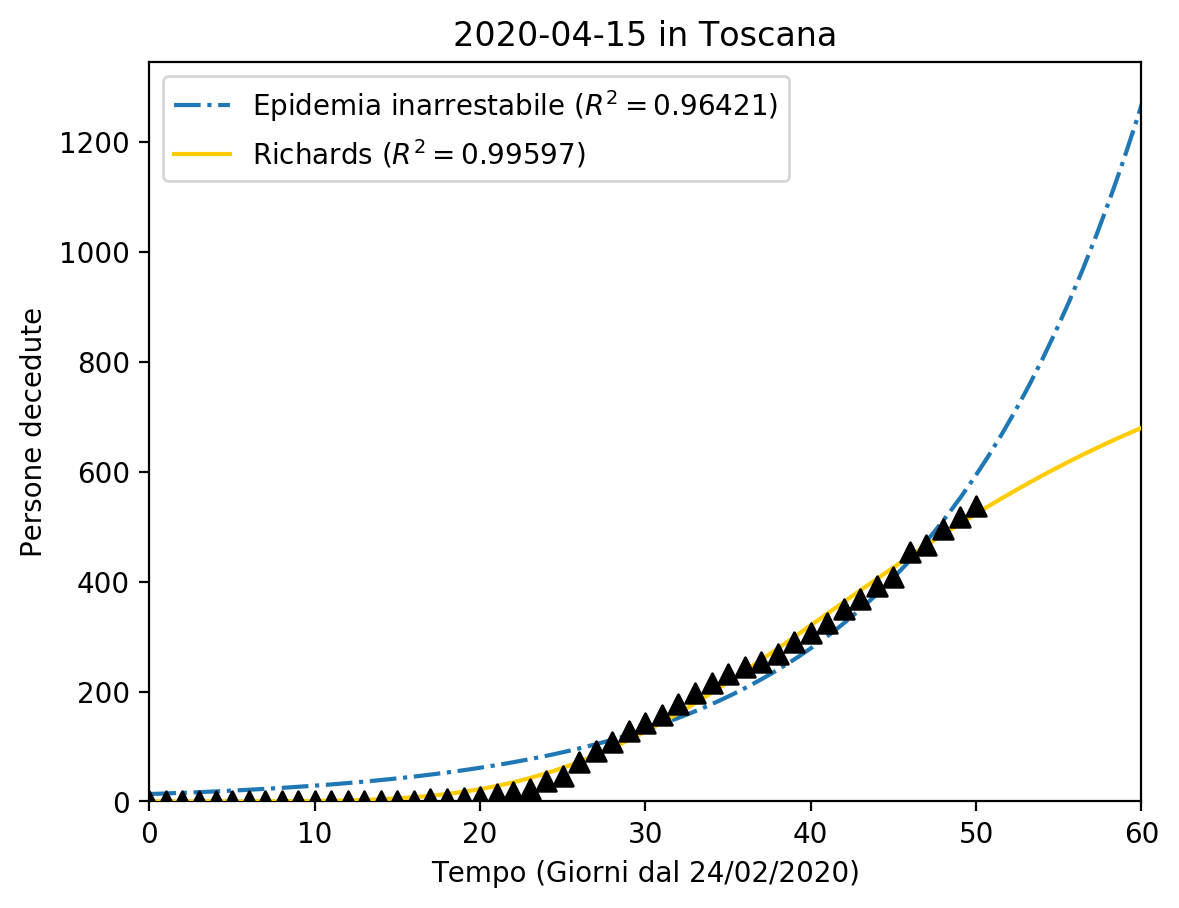 2020-04-15 in Toscana
Epidemia inarrestabile (R² = 0.96421)
Richards (R² = 0.99597)
Persone decedute
1200
1000
800
600
400
200
0
0 10 20 30 40 50 60
Tempo (Giorni dal 24/02/2020)